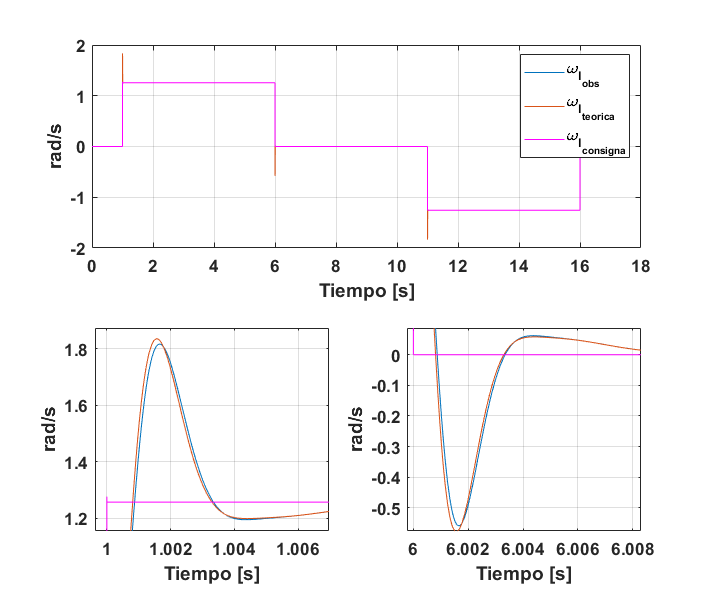 2
1
0
-1
-2
rad/s
0 2 4 6 8 10 12 14 16 18
Tiempo [s]
ω_l_obs
ω_l_teorica
ω_l_consigna
1.8
1.6
1.4
1.2
rad/s
1 1.002 1.004 1.006
Tiempo [s]
0
-0.1
-0.2
-0.3
-0.4
-0.5
rad/s
6 6.002 6.004 6.006 6.008
Tiempo [s]